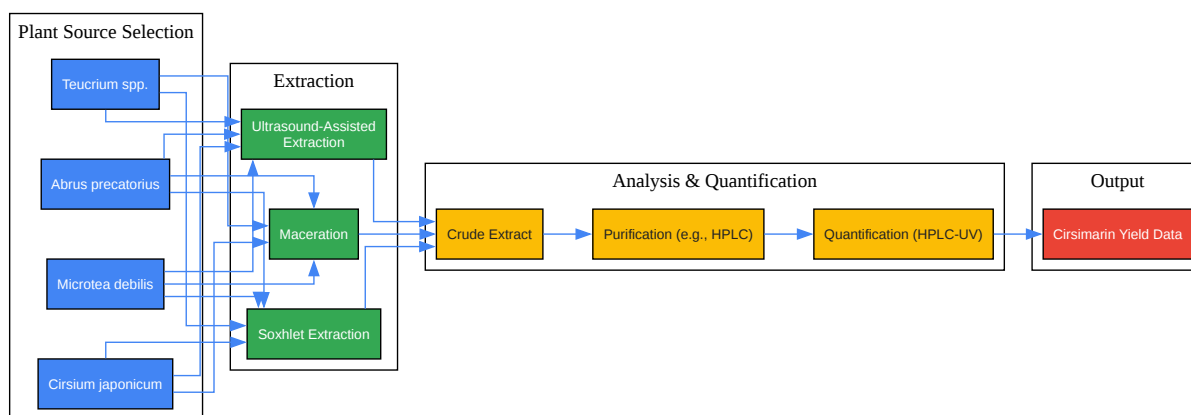 Plant Source Selection
Teucrium spp.
Abrus precatorius
Microtea debilis
Cirsium japonicum
Extraction
Ultrasound-Assisted
Extraction
Maceration
Soxhlet Extraction
Analysis & Quantification
Crude Extract
Purification (e.g., HPLC)
Quantification (HPLC-UV)
Output
Cirsimarin Yield Data